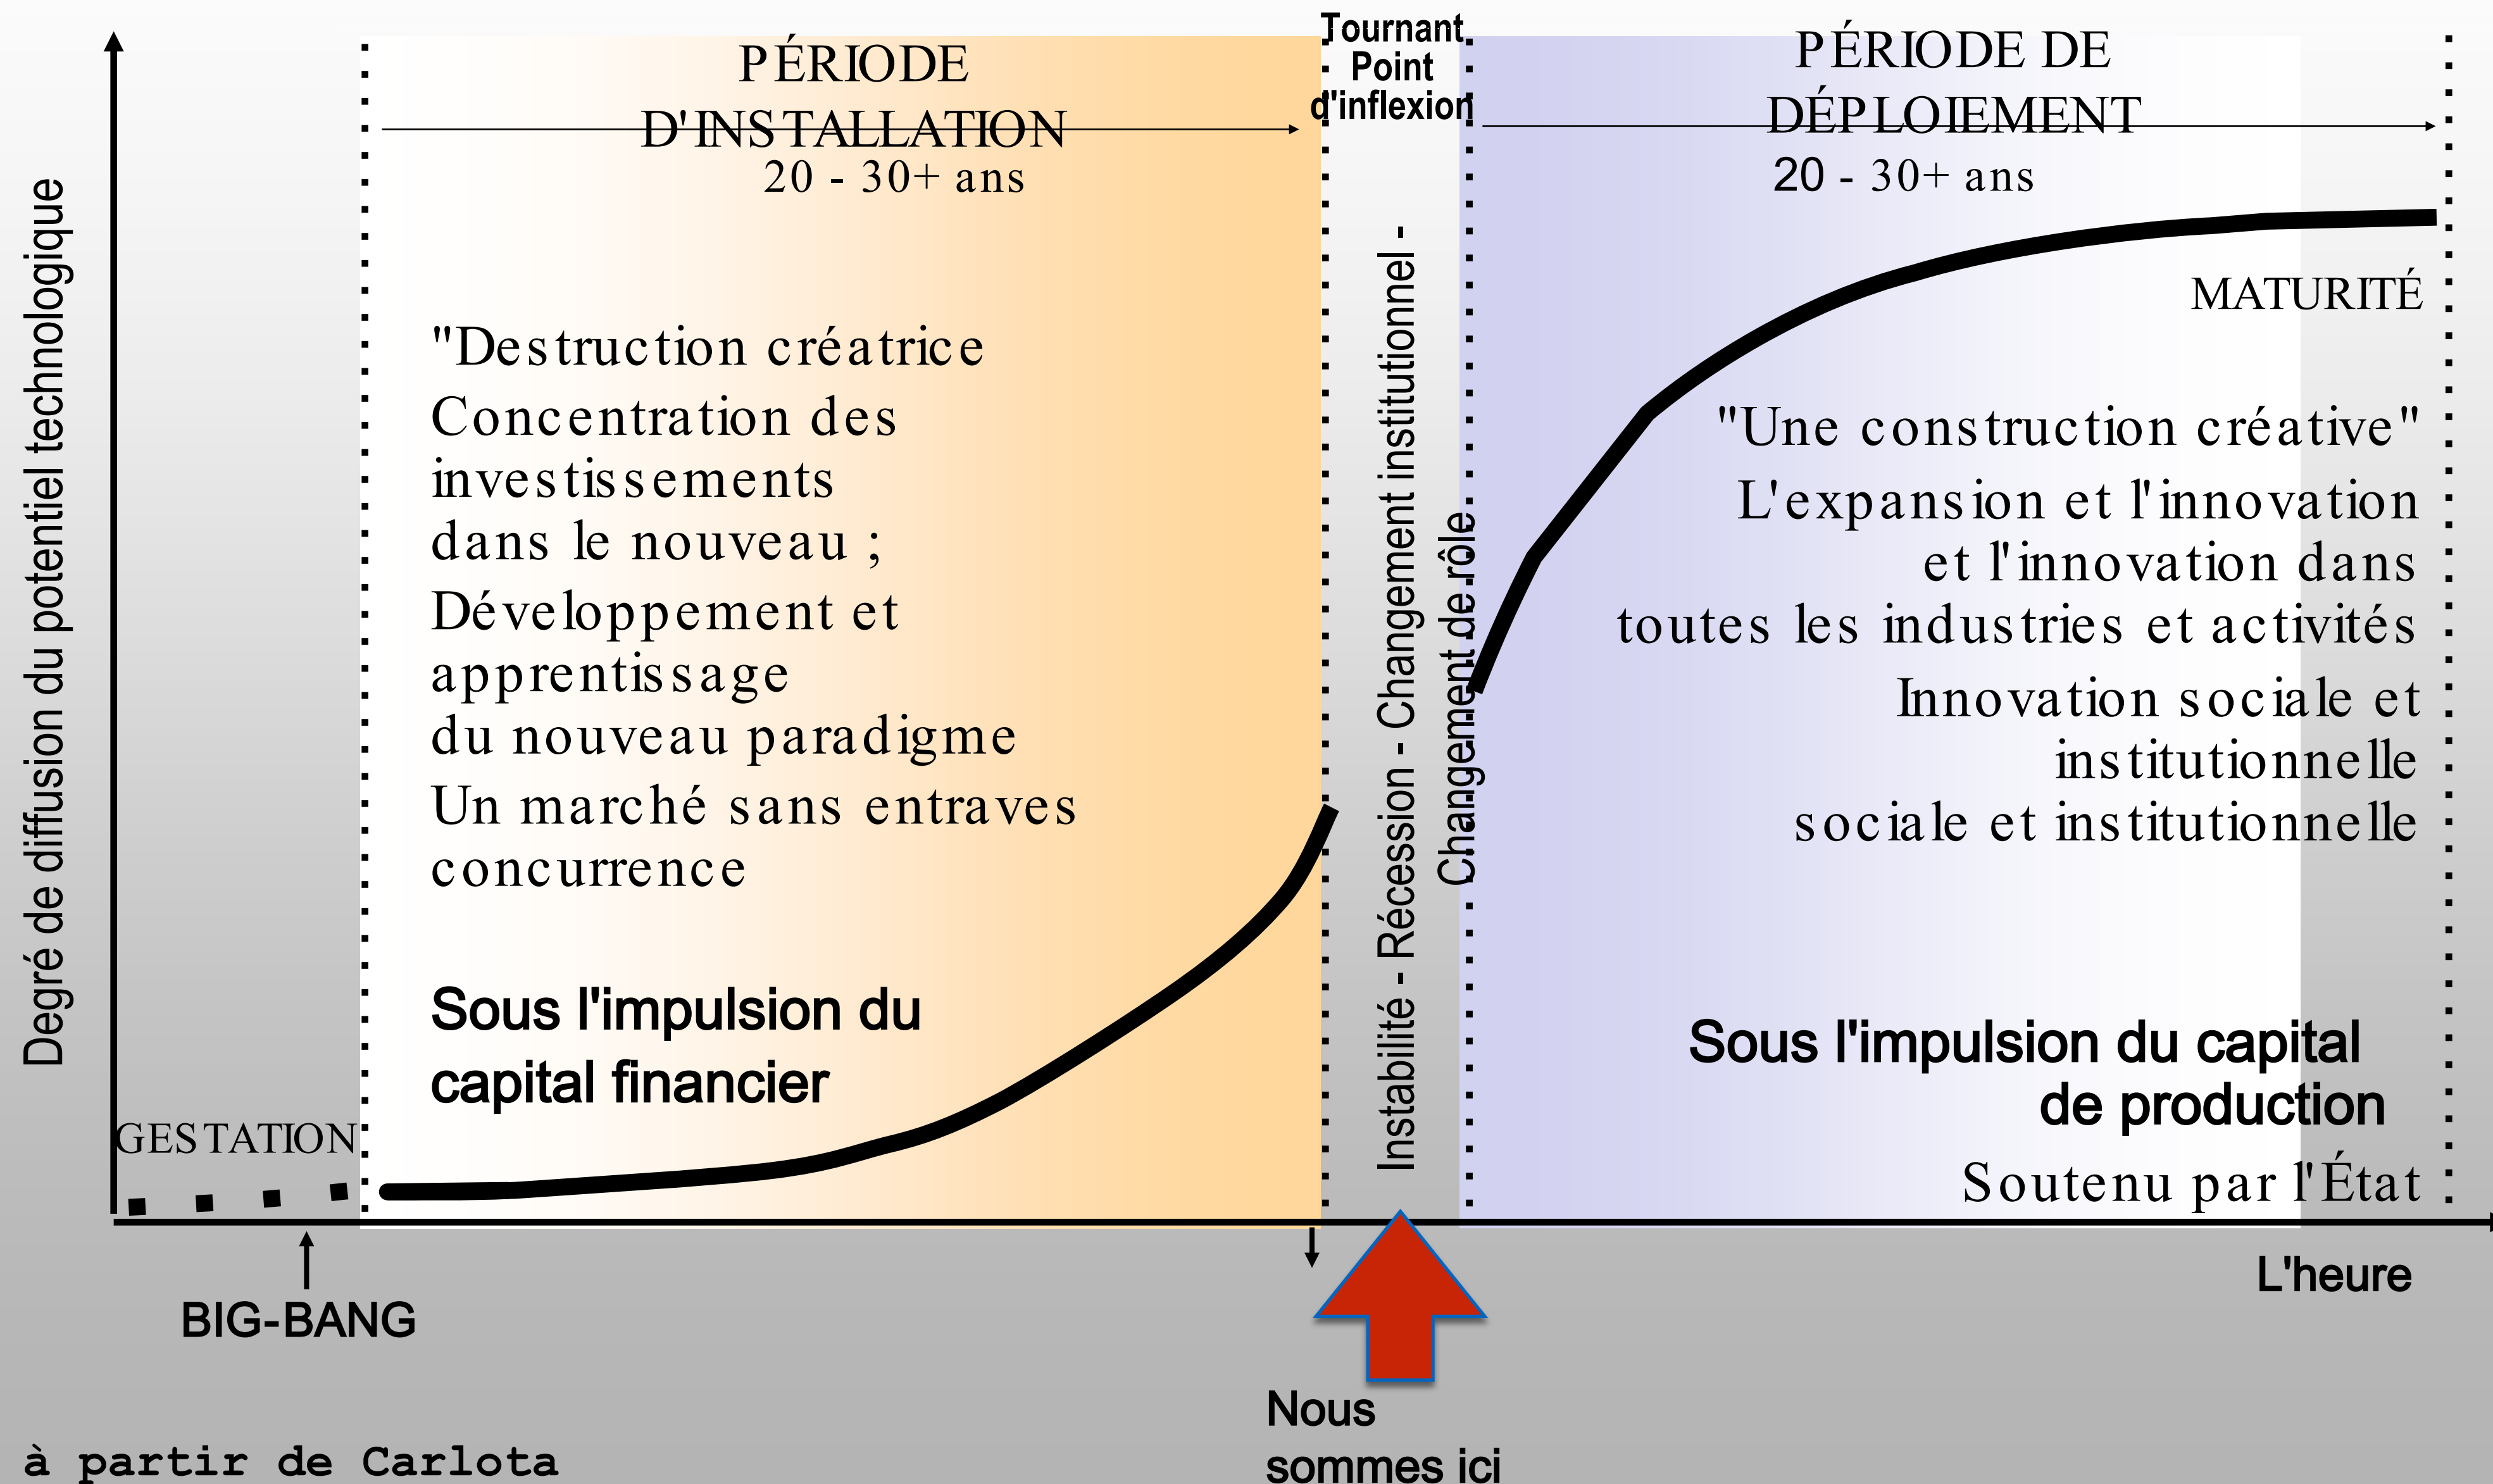 Tournant
Point
d'inflexion
PÉRIODE
D'INSTALLATION
20 - 30+ ans
PÉRIODE DE
DÉPLOIEMENT
20 - 30+ ans
Degré de diffusion du potentiel technologique
"Destruction créatrice
Concentration des
investissements
dans le nouveau ;
Développement et
apprentissage
du nouveau paradigme
Un marché sans entraves
concurrence
Sous l'impulsion du
capital financier
GESTATION
Instabilité - Récession - Changement institutionnel -
Changement de rôle
MATURITÉ
"Une construction créative"
L'expansion et l'innovation
et l'innovation dans
toutes les industries et activités
Innovation sociale et
institutionnelle
sociale et institutionnelle
Sous l'impulsion du capital
de production
Soutenu par l'État
L'heure
BIG-BANG
Nous
sommes ici
à partir de Carlota